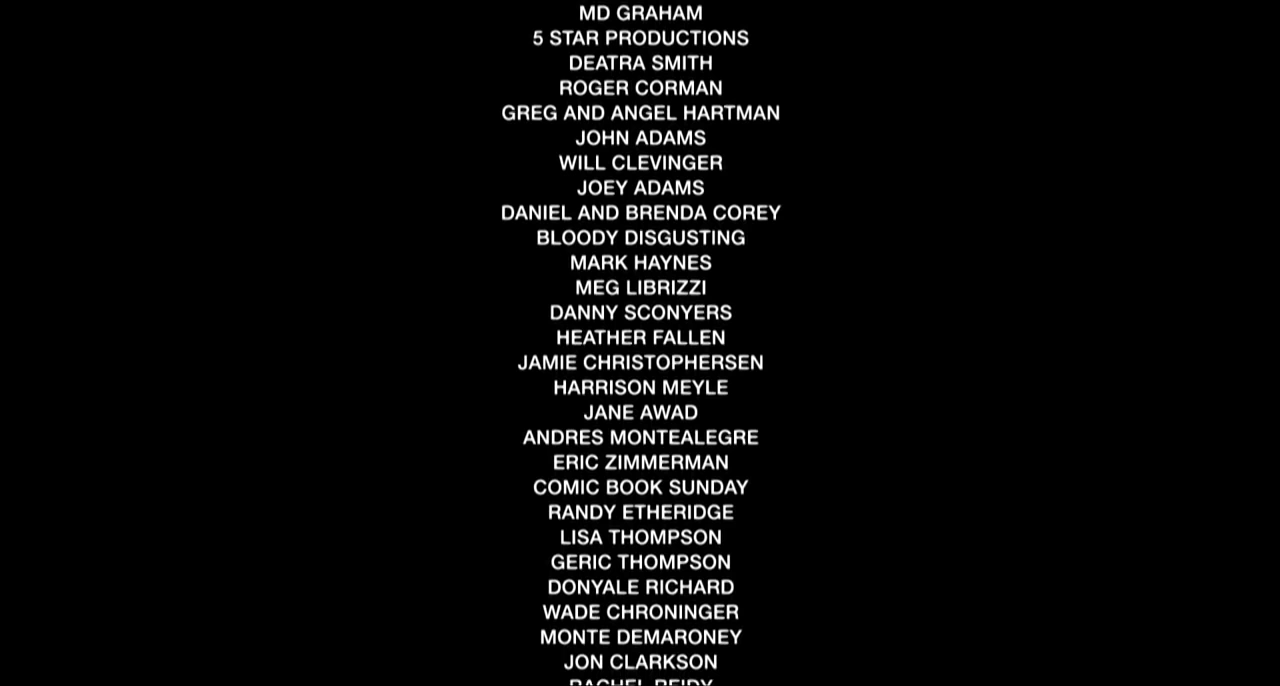 MD GRAHAM
5 STAR PRODUCTIONS
DEATRA SMITH
ROGER CORMAN
GREG AND ANGEL HARTMAN
JOHN ADAMS
WILL CLEVINGER
JOEY ADAMS
DANIEL AND BRENDA COREY
BLOODY DISGUSTING
MARK HAYNES
MEG LIBRIZZI
DANNY SCONYERS
HEATHER FALLEN
JAMIE CHRISTOPHERSEN
HARRISON MEYLE
JANE AWAD
ANDRES MONTEALEGRE
ERIC ZIMMERMAN
COMIC BOOK SUNDAY
RANDY ETHERIDGE
LISA THOMPSON
GERIC THOMPSON
DONYALE RICHARD
WADE CHRONINGER
MONTE DEMARONEY
JON CLARKSON
RACHEL